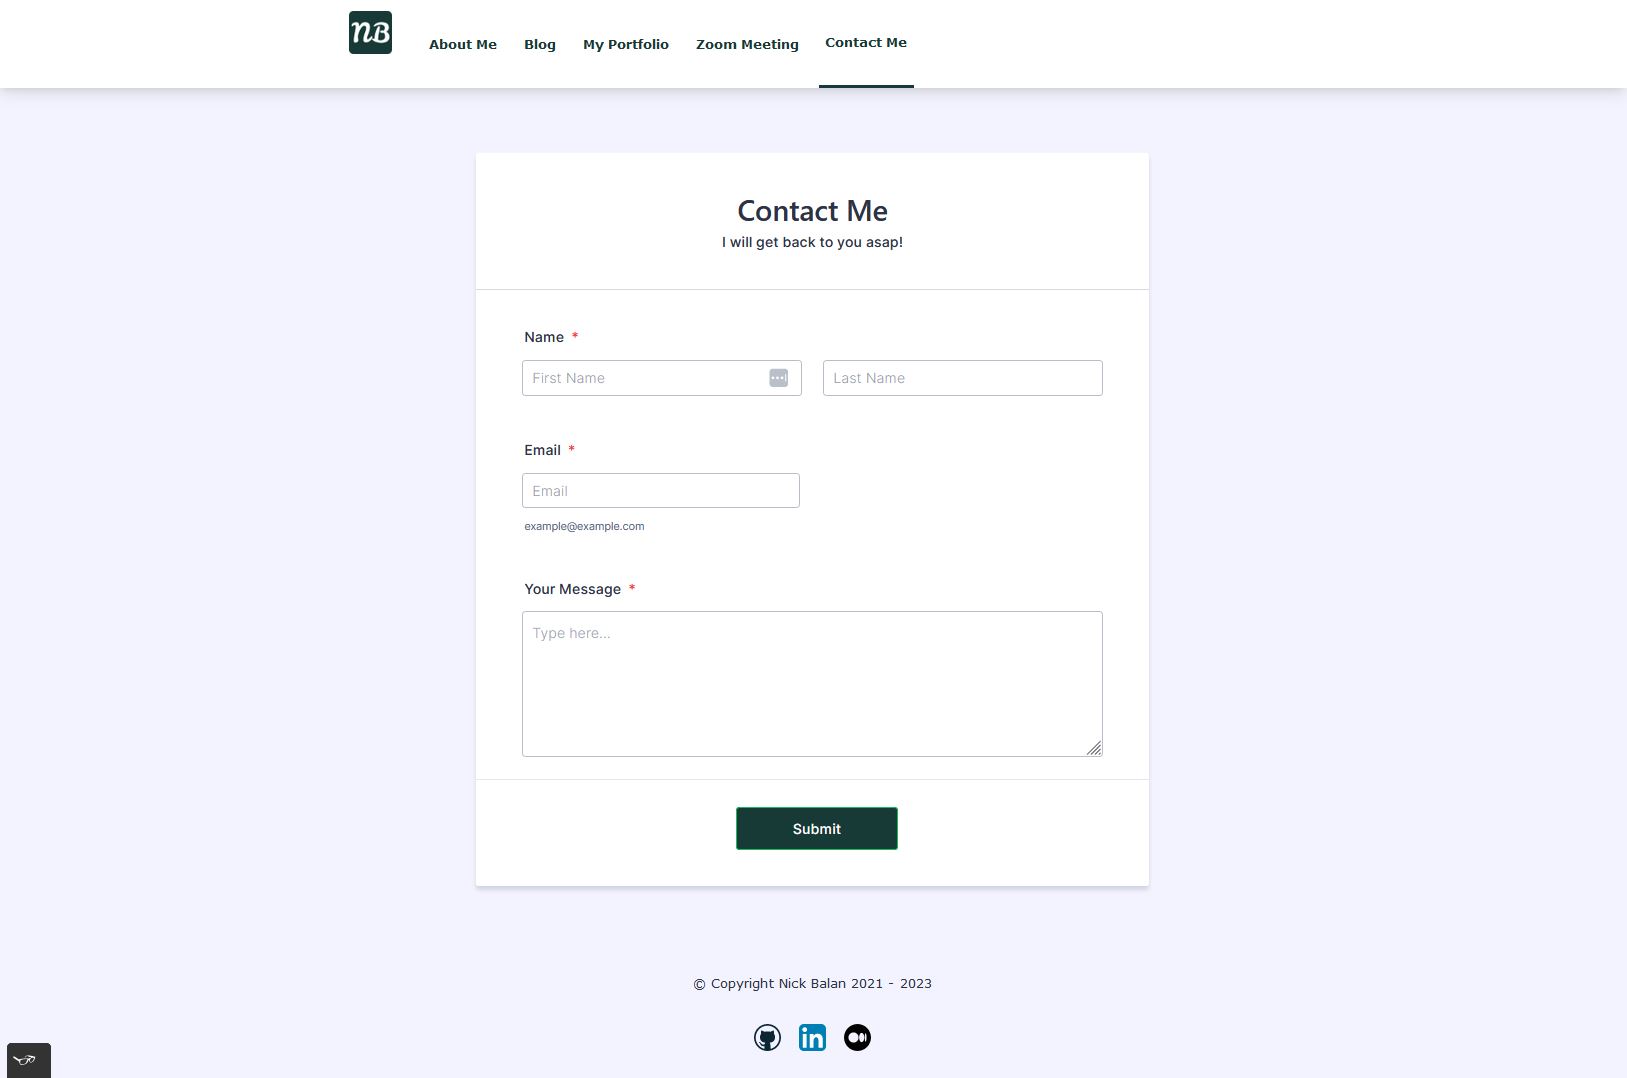 NB
About Me
Blog
My Portfolio
Zoom Meeting
Contact Me
Contact Me
I will get back to you asap!
Name *
First Name
Last Name
Email *
Email
example@example.com
Your Message *
Type here...
Submit
© Copyright Nick Balan 2021 - 2023
in